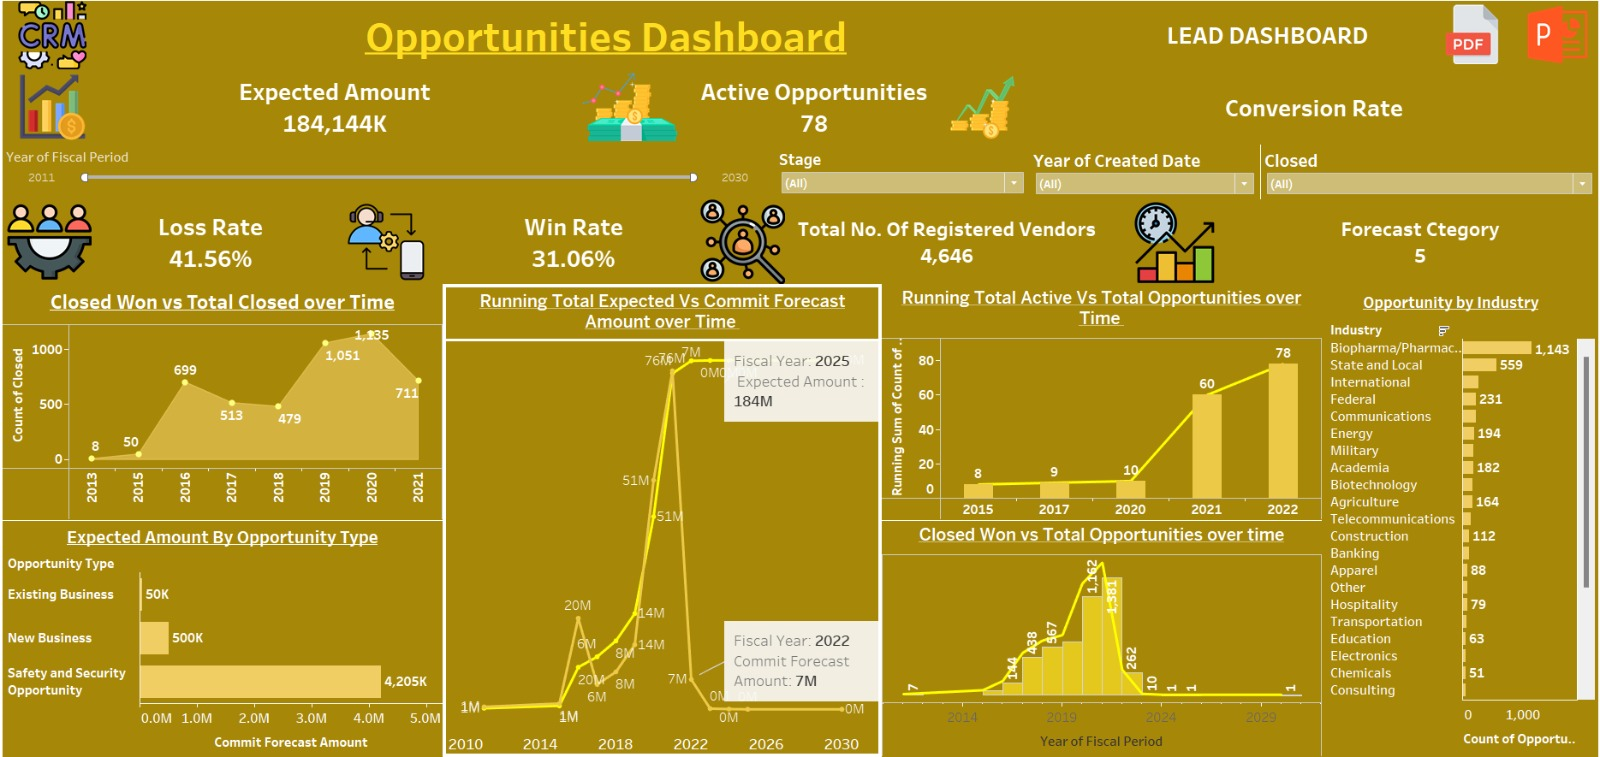 CRM
Opportunities Dashboard
LEAD DASHBOARD
PDF
P
Expected Amount
184,144K
Active Opportunities
78
Conversion Rate
Year of Fiscal Period
2011
2030
Stage
(All)
Year of Created Date
(All)
Closed
(All)
Loss Rate
41.56%
Win Rate
31.06%
Total No. Of Registered Vendors
4,646
Forecast Ctegory
5
Closed Won vs Total Closed over Time
Count of Closed
1000
500
0
8
50
699
513
479
1,051
1,135
711
2013
2015
2016
2017
2018
2019
2020
2021
Expected Amount By Opportunity Type
Opportunity Type
Existing Business
50K
New Business
500K
Safety and Security
Opportunity
4,205K
0.0M 1.0M 2.0M 3.0M 4.0M 5.0M
Commit Forecast Amount
Running Total Expected Vs Commit Forecast
Amount over Time
76M
76M
7M
0M
Fiscal Year: 2025
Expected Amount :
184M
51M
51M
20M
14M
6M
14M
8M
20M
8M
6M
7M
Fiscal Year: 2022
Commit Forecast
Amount: 7M
0M
0M
0M
1M
1M
2010 2014 2018 2022 2026 2030
Running Total Active Vs Total Opportunities over
Time
Running Sum of Count of ..
80
60
40
20
0
8
9
10
60
78
2015 2017 2020 2021 2022
Closed Won vs Total Opportunities over time
7
144
438
567
1,162
1,381
262
10
1
1
1
2014 2019 2024 2029
Year of Fiscal Period
Opportunity by Industry
Industry
Biopharma/Pharmac.. 1,143
State and Local 559
International
Federal 231
Communications
Energy 194
Military
Academia 182
Biotechnology
Agriculture 164
Telecommunications
Construction 112
Banking
Apparel 88
Other
Hospitality 79
Transportation
Education 63
Electronics
Chemicals 51
Consulting
0 1,000
Count of Opportu..